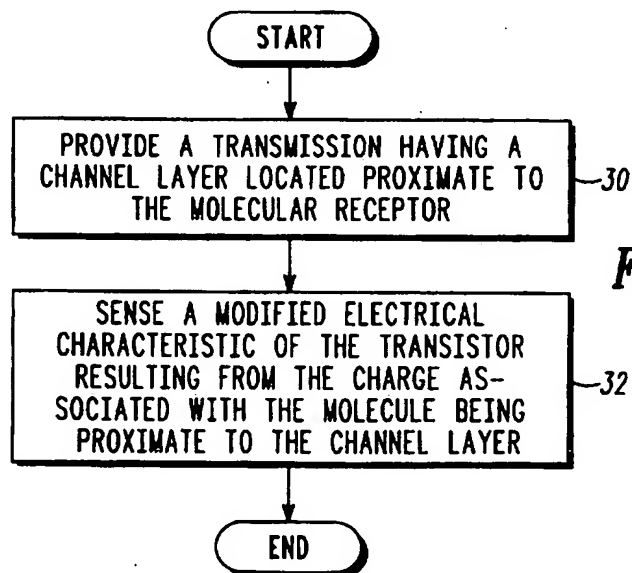 START
PROVIDE A TRANSMISSION HAVING A
CHANNEL LAYER LOCATED PROXIMATE TO
THE MOLECULAR RECEPTOR
30
F
SENSE A MODIFIED ELECTRICAL
CHARACTERISTIC OF THE TRANSISTOR
RESULTING FROM THE CHARGE AS-
SOCIATED WITH THE MOLECULE BEING
PROXIMATE TO THE CHANNEL LAYER
32
END